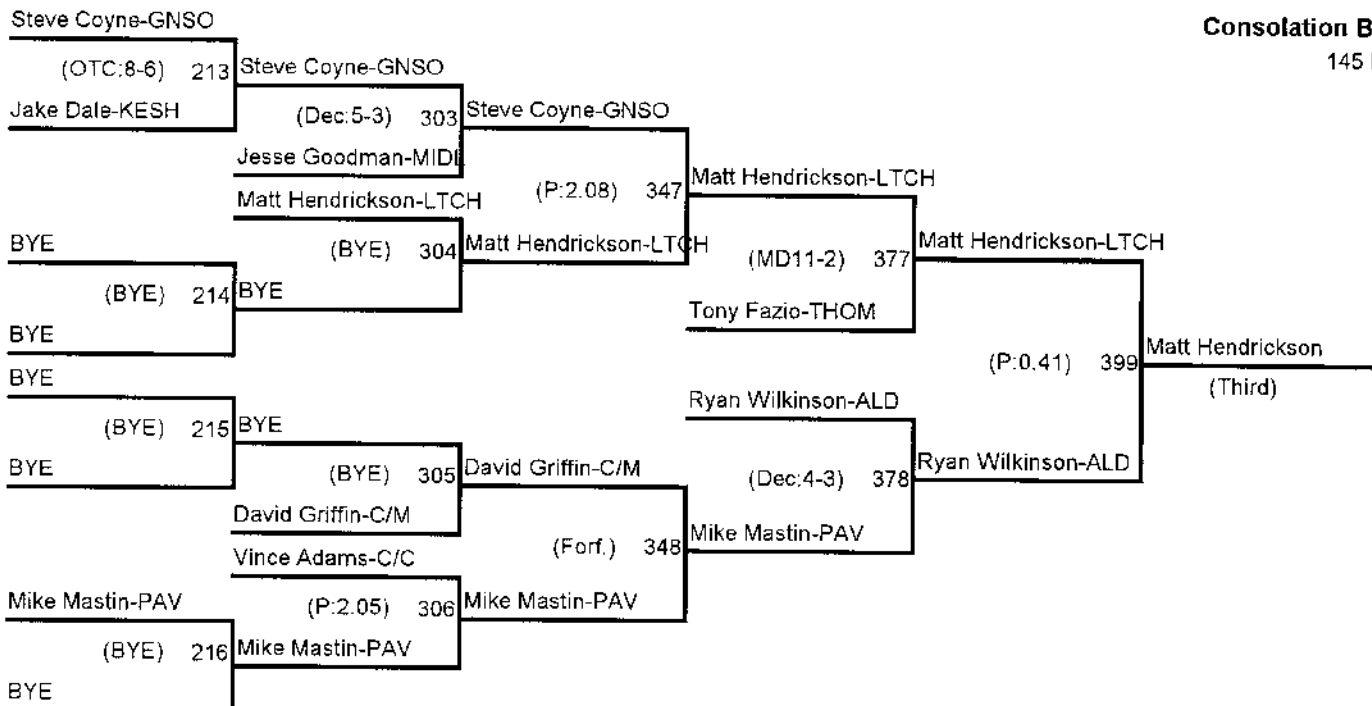 Consolation B
145
Steve Coyne-GNSO
(OTC:8-6) 213
Jake Dale-KESH
BYE
(BYE) 214
BYE
BYE
(BYE) 215
BYE
Mike Mastin-PAV
(BYE) 216
BYE
Steve Coyne-GNSO
(Dec:5-3) 303
Jesse Goodman-MIDL
Matt Hendrickson-LTCH
(BYE) 304
BYE
BYE
(BYE) 305
David Griffin-C/M
Vince Adams-C/C
(P:2.05) 306
Mike Mastin-PAV
Steve Coyne-GNSO
(P:2.08) 347
Matt Hendrickson-LTCH
David Griffin-C/M
(Forf.) 348
Mike Mastin-PAV
Matt Hendrickson-LTCH
(MD11-2) 377
Tony Fazio-THOM
Ryan Wilkinson-ALD
(Dec:4-3) 378
Mike Mastin-PAV
Matt Hendrickson-LTCH
(P:0.41) 399
Ryan Wilkinson-ALD
Matt Hendrickson
(Third)